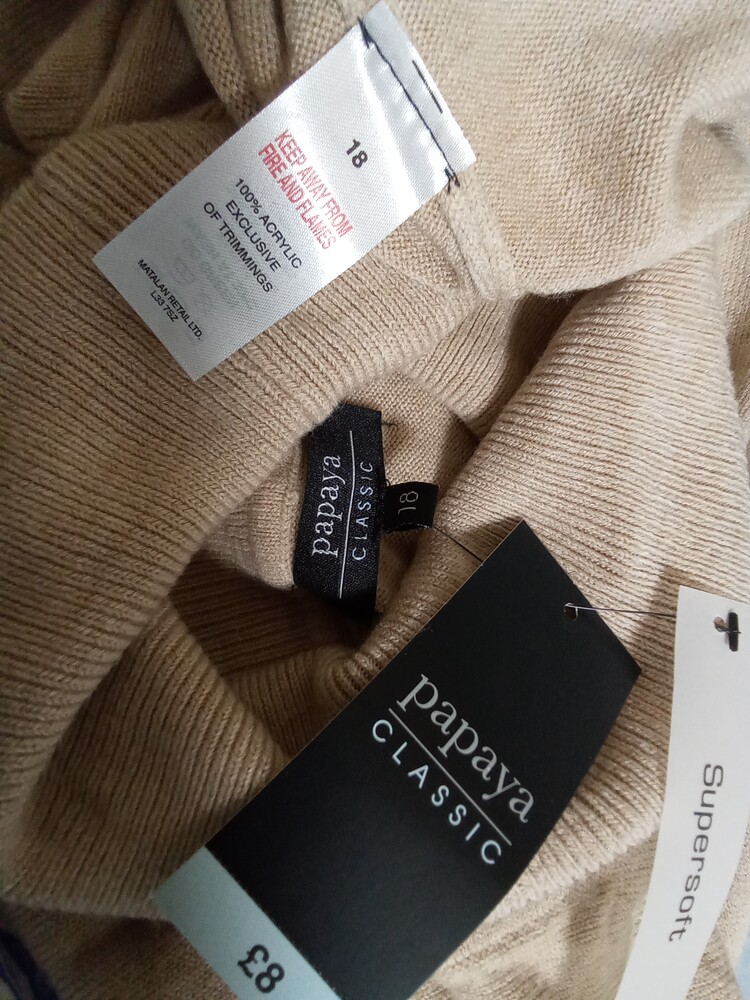 18
KEEP AWAY FROM
FIRE AND FLAMES
100% ACRYLIC
EXCLUSIVE
OF TRIMMINGS
MATALAN RETAIL LTD.
L33 7SZ
papaya
CLASSIC
18
papaya
CLASSIC
£8
Supersoft